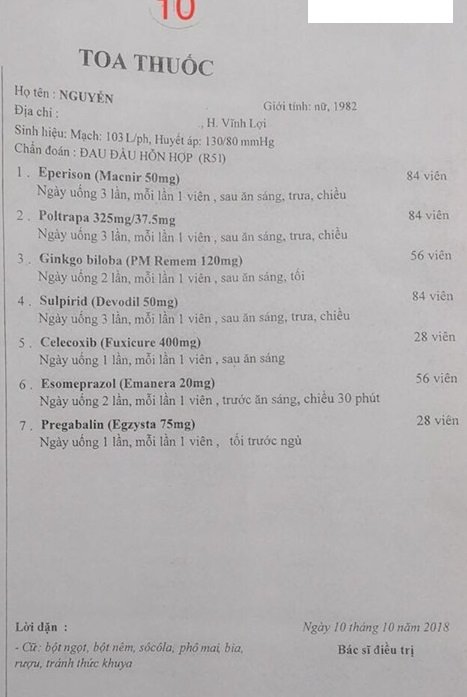 10
TOA THUỐC
Họ tên : NGUYỄN
Giới tính: nữ, 1982
Địa chỉ :
., H. Vĩnh Lợi
Sinh hiệu: Mạch: 103 L/ph, Huyết áp: 130/80 mmHg
Chẩn đoán : ĐAU ĐẦU HỖN HỢP (R51)
1 . Eperison (Macnir 50mg) 84 viên
Ngày uống 3 lần, mỗi lần 1 viên , sau ăn sáng, trưa, chiều
2 . Poltrapa 325mg/37.5mg 84 viên
Ngày uống 3 lần, mỗi lần 1 viên , sau ăn sáng, trưa, chiều
3 . Ginkgo biloba (PM Remem 120mg) 56 viên
Ngày uống 2 lần, mỗi lần 1 viên , sau ăn sáng, tối
4 . Sulpirid (Devodil 50mg) 84 viên
Ngày uống 3 lần, mỗi lần 1 viên , sau ăn sáng, trưa, chiều
5 . Celecoxib (Fuxicure 400mg) 28 viên
Ngày uống 1 lần, mỗi lần 1 viên , sau ăn sáng
6 . Esomeprazol (Emanera 20mg) 56 viên
Ngày uống 2 lần, mỗi lần 1 viên , trước ăn sáng, chiều 30 phút
7 . Pregabalin (Egzysta 75mg) 28 viên
Ngày uống 1 lần, mỗi lần 1 viên , tối trước ngủ
Lời dặn :
Ngày 10 tháng 10 năm 2018
- Cữ: bột ngọt, bột nêm, sôcôla, phô mai, bia,
rượu, tránh thức khuya
Bác sĩ điều trị